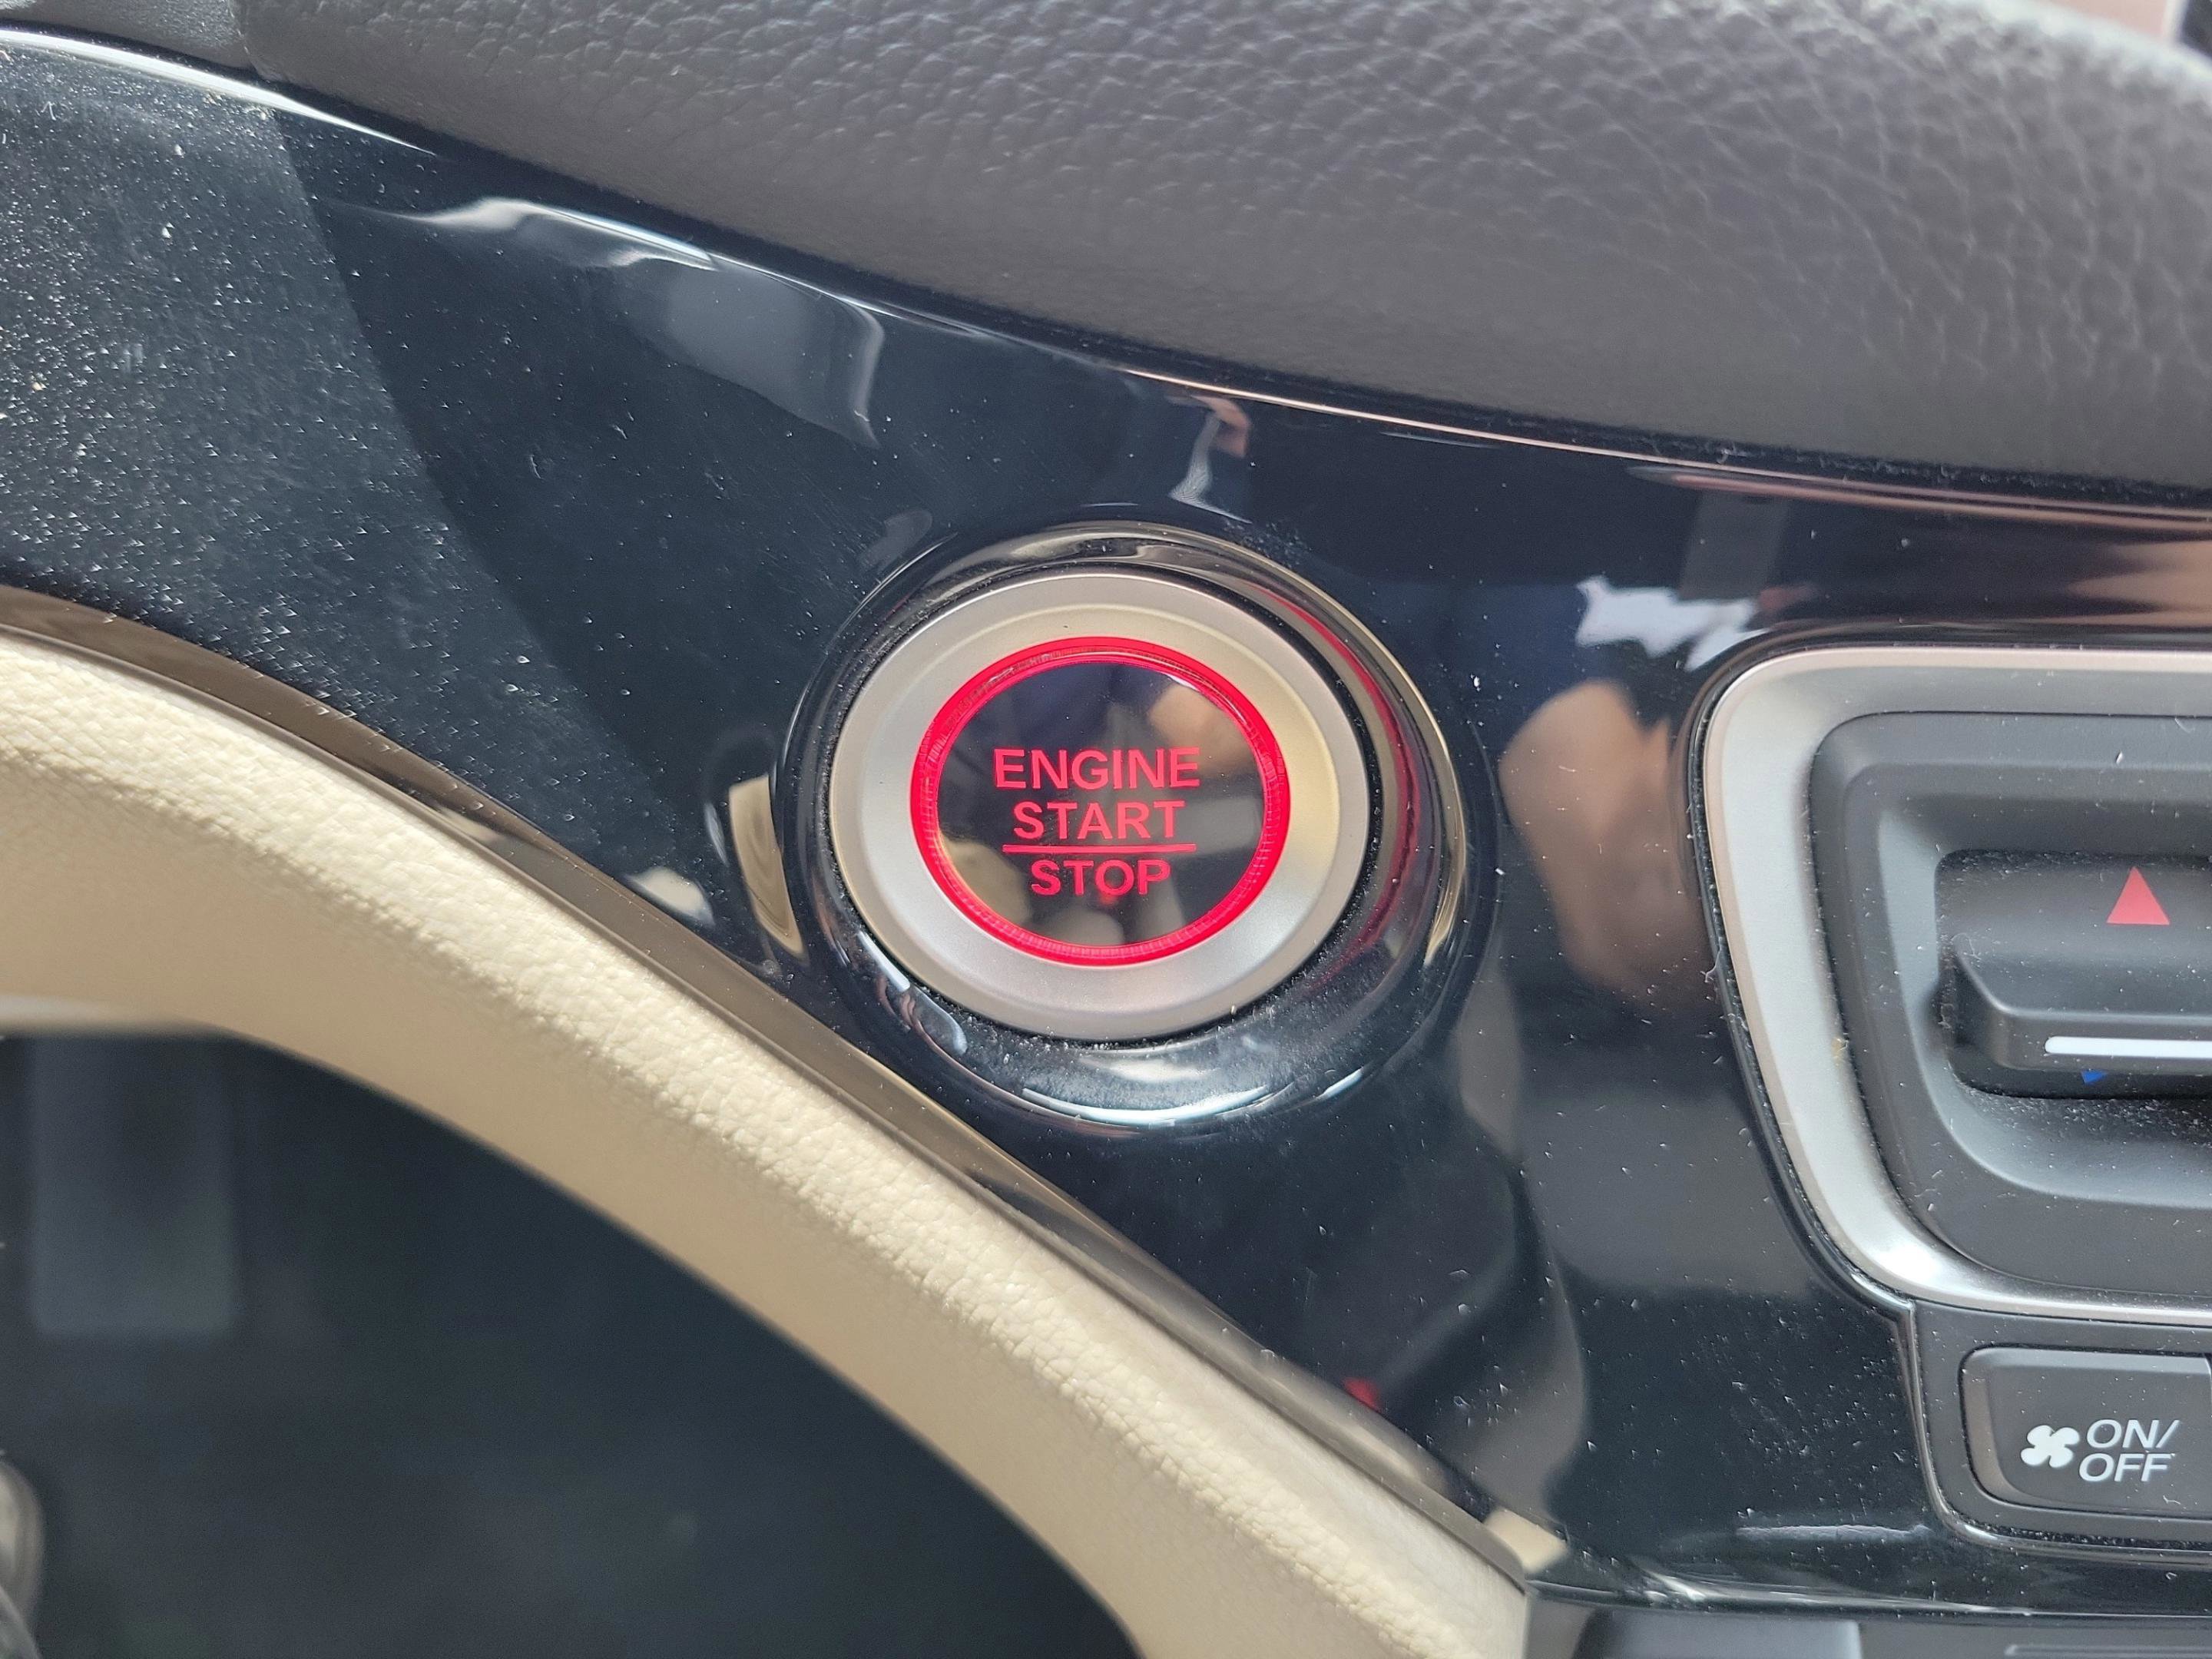 ENGINE
START
STOP
ON/
OFF